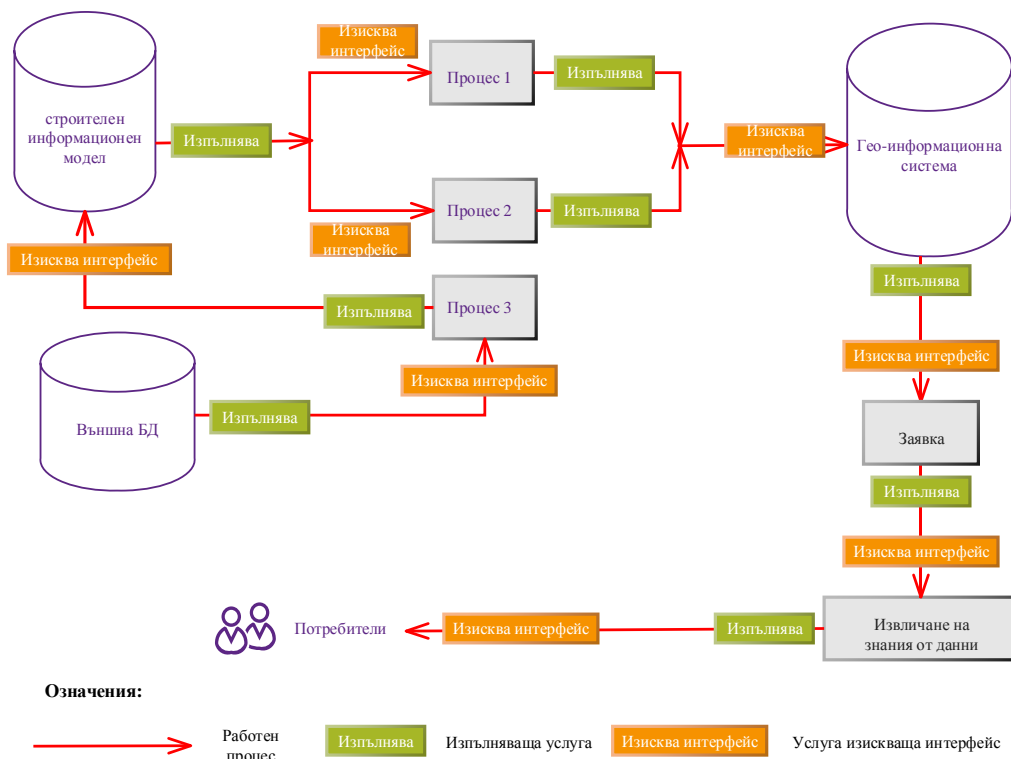 Изисква
интерфейс
Процес 1
Изпълнява
строителен
информационен
модел
Изпълнява
Изисква
интерфейс
Гео-информационна
система
Процес 2
Изпълнява
Изисква
интерфейс
Изисква интерфейс
Изпълнява
Процес 3
Изпълнява
Изисква интерфейс
Изисква интерфейс
Външна БД
Изпълнява
Заявка
Изпълнява
Изисква интерфейс
Извличане на
знания от данни
Изпълнява
Изисква интерфейс
Потребители
Означения:
Работен
процес
Изпълнява
Изпълняваща услуга
Изисква интерфейс
Услуга изискваща интерфейс